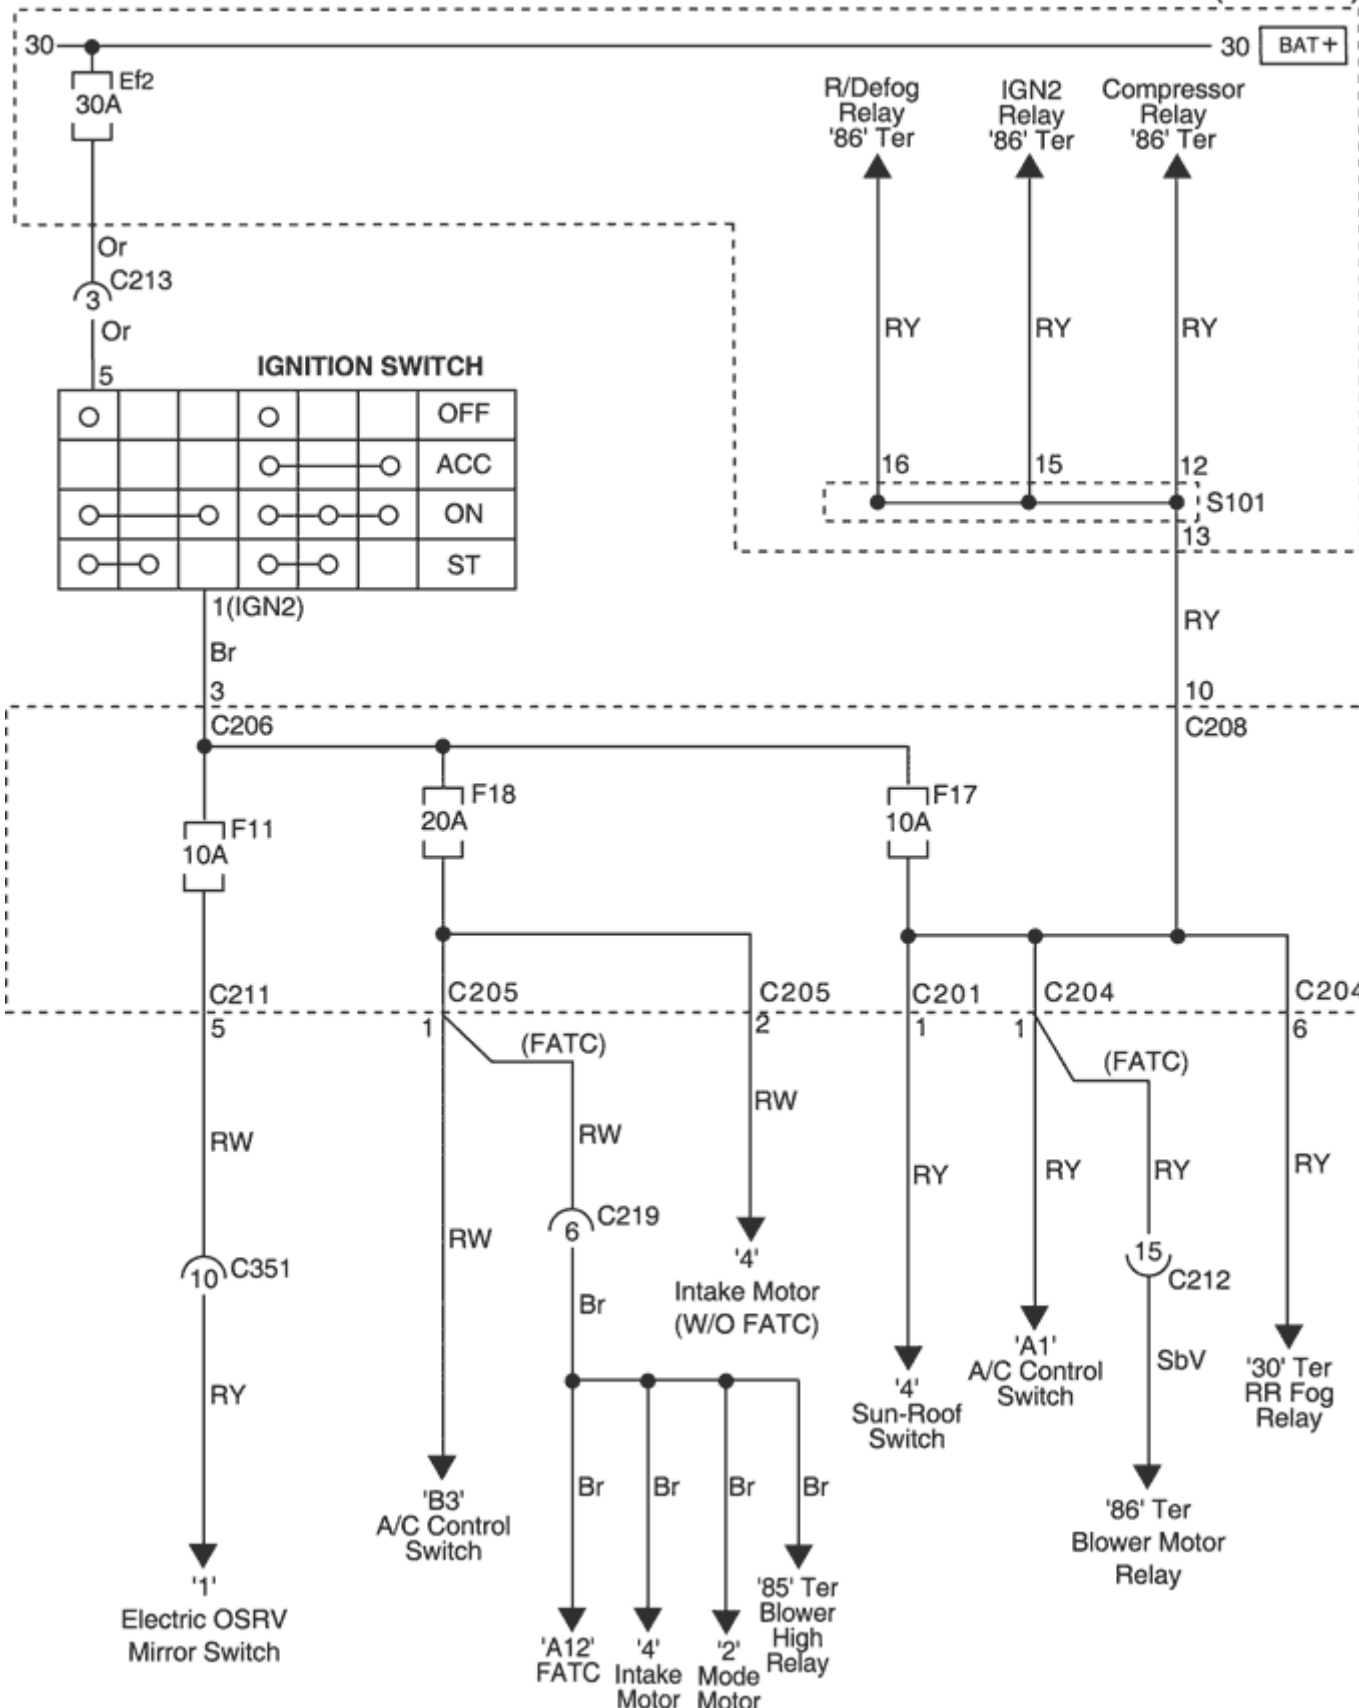 30
30
BAT+
Ef2
30A
R/Defog
Relay
'86' Ter
IGN2
Relay
'86' Ter
Compressor
Relay
'86' Ter
Or
C213
3
Or
RY
RY
RY
5
IGNITION SWITCH
OFF
ACC
ON
ST
16
15
12
S101
13
1(IGN2)
Br
3
C206
RY
10
C208
F11
10A
F18
20A
F17
10A
C211
5
C205
1
(FATC)
C205
2
C201
1
C204
1
(FATC)
C204
6
RW
RW
RW
RY
RY
RY
RY
RW
C219
6
C351
10
15
C212
'4'
Intake Motor
(W/O FATC)
Br
RY
SbV
'4'
Sun-Roof
Switch
'A1'
A/C Control
Switch
'30' Ter
RR Fog
Relay
'B3'
A/C Control
Switch
Br
Br
Br
Br
'86' Ter
Blower Motor
Relay
'1'
Electric OSRV
Mirror Switch
'A12'
FATC
'4'
Intake
Motor
'2'
Mode
Motor
'85' Ter
Blower
High
Relay